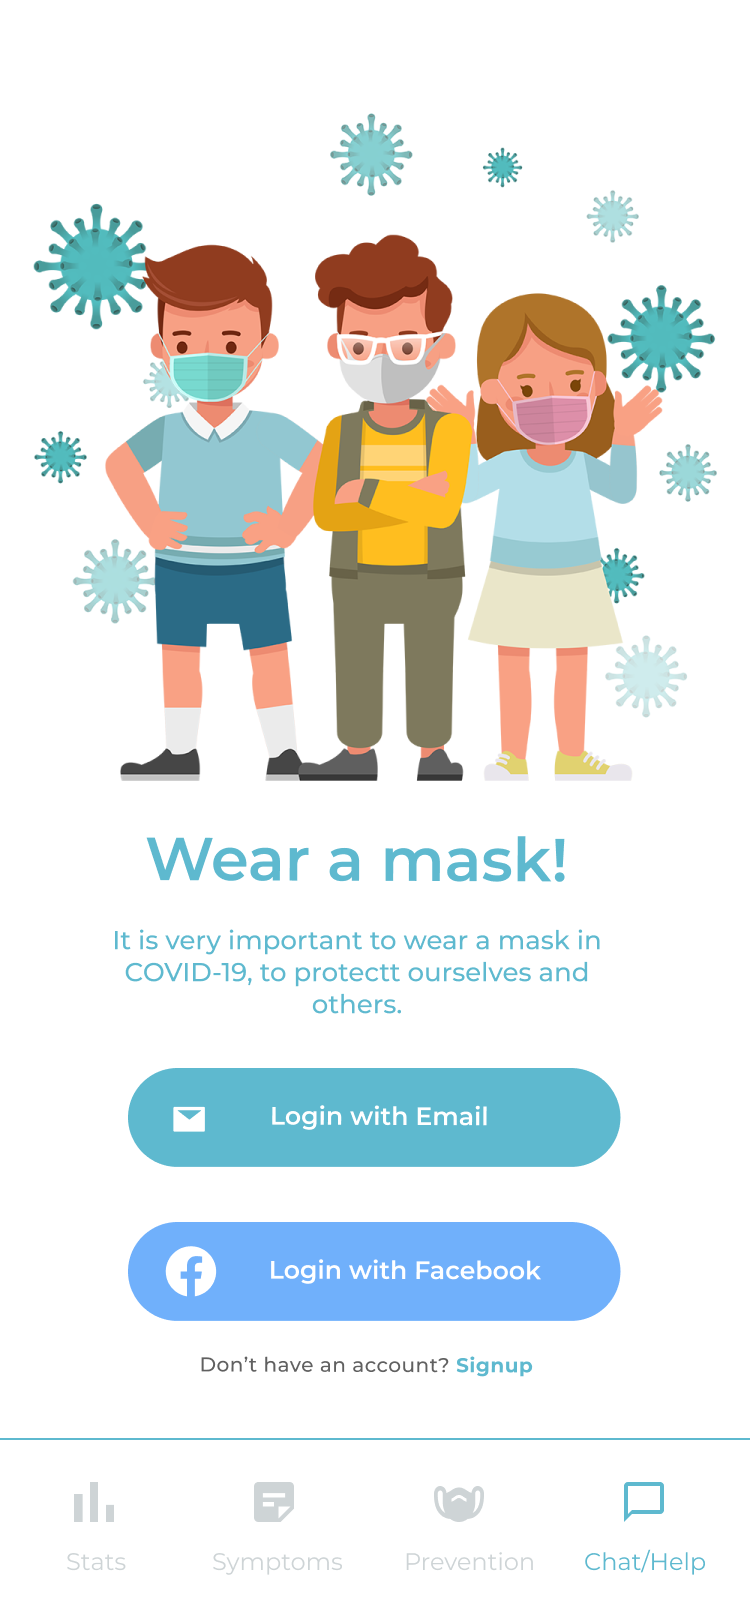 Wear a mask!
It is very important to wear a mask in
COVID-19, to protectt ourselves and
others.
Login with Email
Login with Facebook
Don't have an account? Signup
Stats Symptoms Prevention Chat/Help